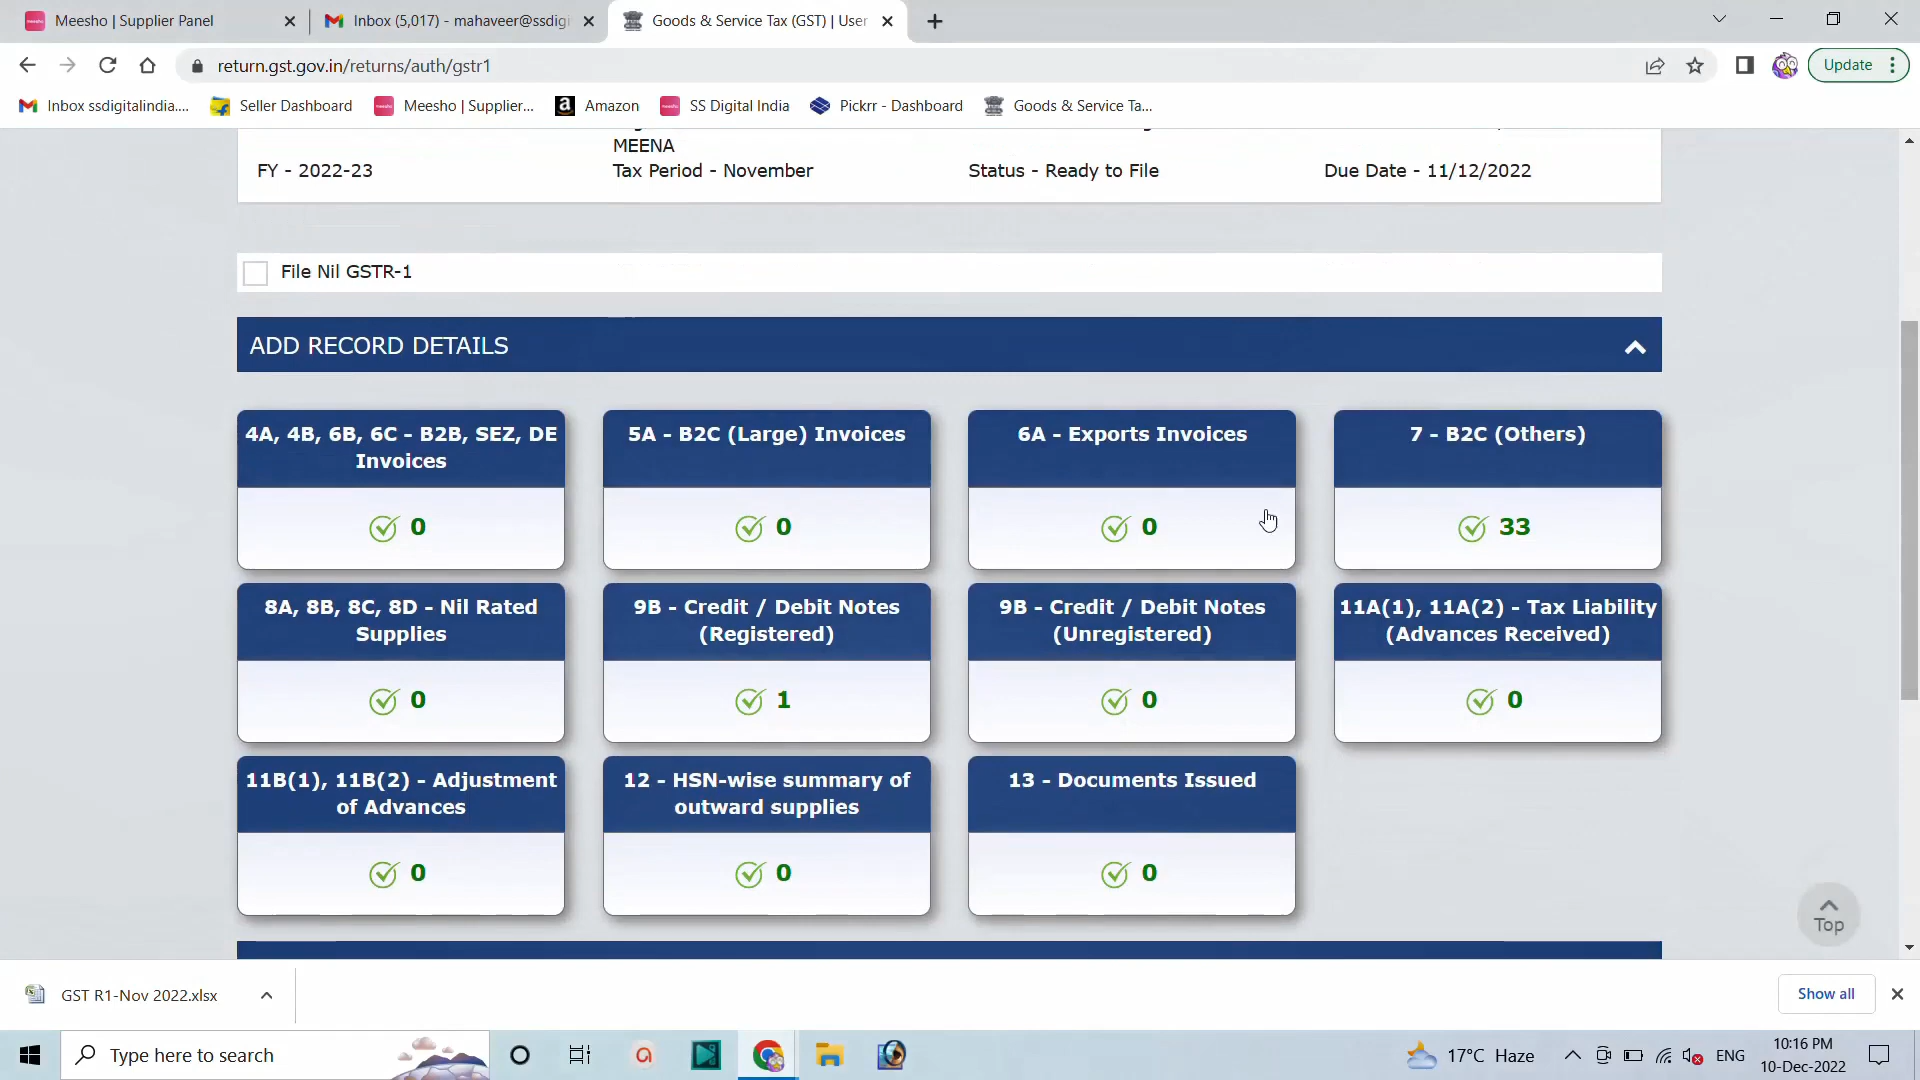 Meesho | Supplier Panel
Inbox (5,017) - mahaveer@ssdigi
Goods & Service Tax (GST) | User
return.gst.gov.in/returns/auth/gstr1
Update
Inbox ssdigitalindia....
Seller Dashboard
Meesho | Supplier...
Amazon
SS Digital India
Pickrr - Dashboard
Goods & Service Ta...
MEENA
FY - 2022-23
Tax Period - November
Status - Ready to File
Due Date - 11/12/2022
File Nil GSTR-1
ADD RECORD DETAILS
4A, 4B, 6B, 6C - B2B, SEZ, DE
Invoices
0
5A - B2C (Large) Invoices
0
6A - Exports Invoices
0
7 - B2C (Others)
33
8A, 8B, 8C, 8D - Nil Rated
Supplies
0
9B - Credit / Debit Notes
(Registered)
1
9B - Credit / Debit Notes
(Unregistered)
0
11A(1), 11A(2) - Tax Liability
(Advances Received)
0
11B(1), 11B(2) - Adjustment
of Advances
0
12 - HSN-wise summary of
outward supplies
0
13 - Documents Issued
0
Top
GST R1-Nov 2022.xlsx
Show all
Type here to search
17°C Haze
ENG
10:16 PM
10-Dec-2022